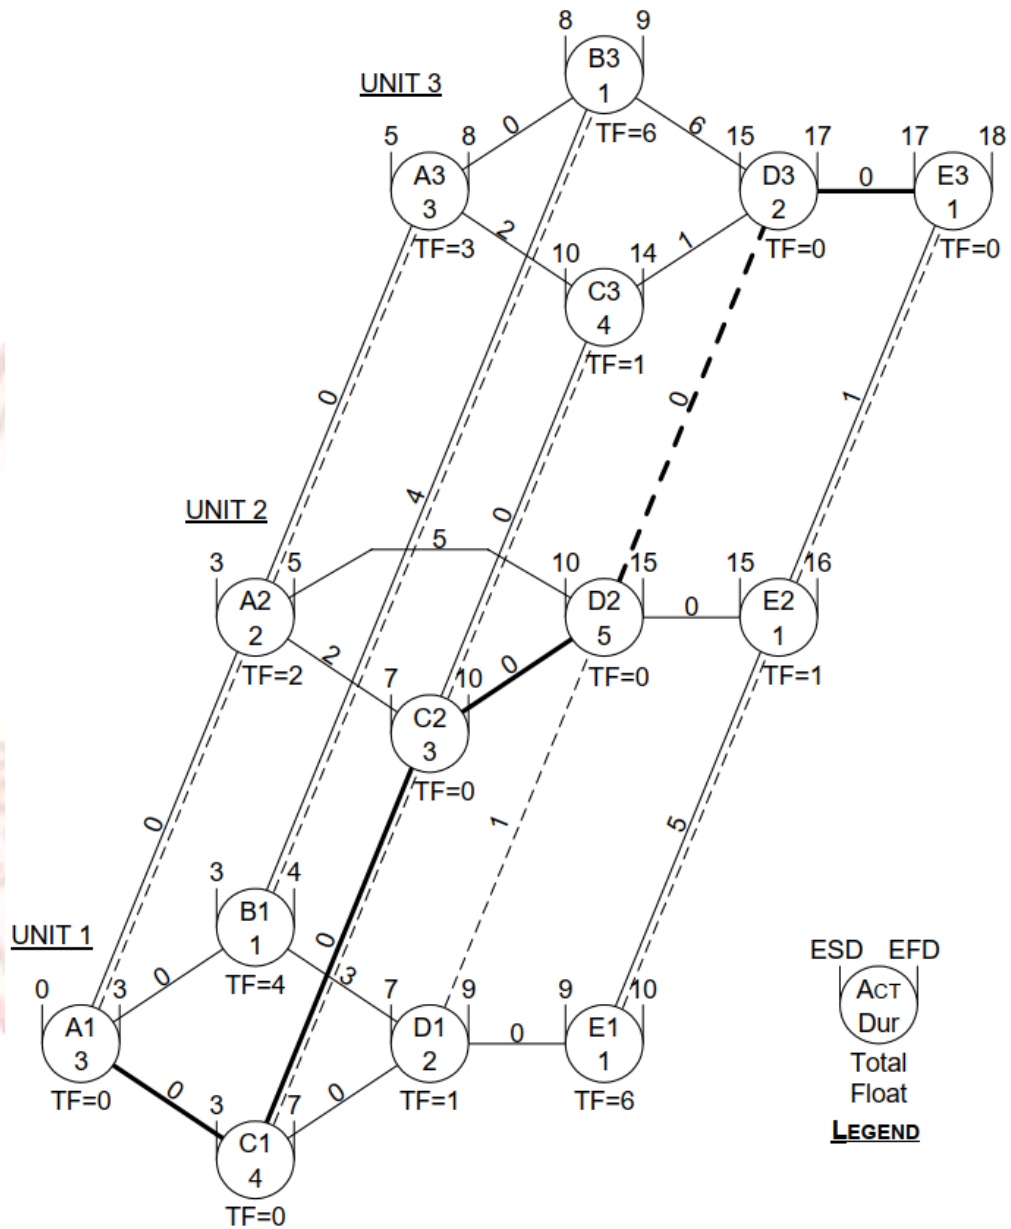 8 9
B3
1
TF=6
UNIT 3
0
6
5 8
A3
3
TF=3
15 17
D3
2
TF=0
0
17 18
E3
1
TF=0
2
1
10 14
C3
4
TF=1
0
4
0
0
1
UNIT 2
5
3 5
A2
2
TF=2
10 15
D2
5
TF=0
0
15 16
E2
1
TF=1
2
0
7 10
C2
3
TF=0
0
1
5
3 4
B1
1
TF=4
0
UNIT 1
0 3
A1
3
TF=0
0
3
7 9
D1
2
TF=1
0
9 10
E1
1
TF=6
0
0
3 7
C1
4
TF=0
ESD EFD
ACT
Dur
Total
Float
LEGEND